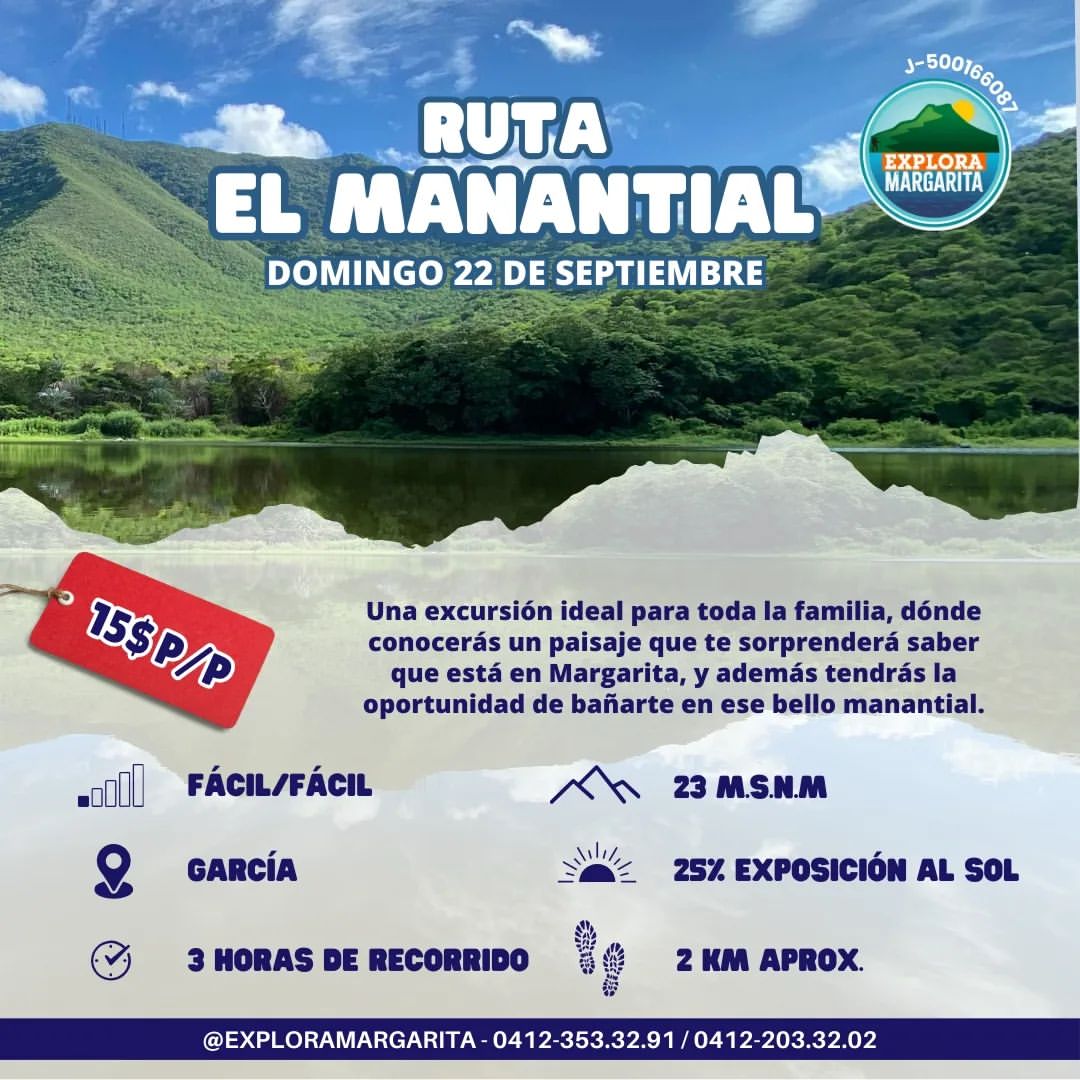 J-500166087
EXPLORA
MARGARITA
RUTA
EL MANANTIAL
DOMINGO 22 DE SEPTIEMBRE
15$ P/P
Una excursión ideal para toda la familia, dónde
conocerás un paisaje que te sorprenderá saber
que está en Margarita, y además tendrás la
oportunidad de bañarte en ese bello manantial.
FÁCIL/FÁCIL
23 M.S.N.M
GARCÍA
25% EXPOSICIÓN AL SOL
3 HORAS DE RECORRIDO
2 KM APROX.
@EXPLORAMARGARITA - 0412-353.32.91 / 0412-203.32.02